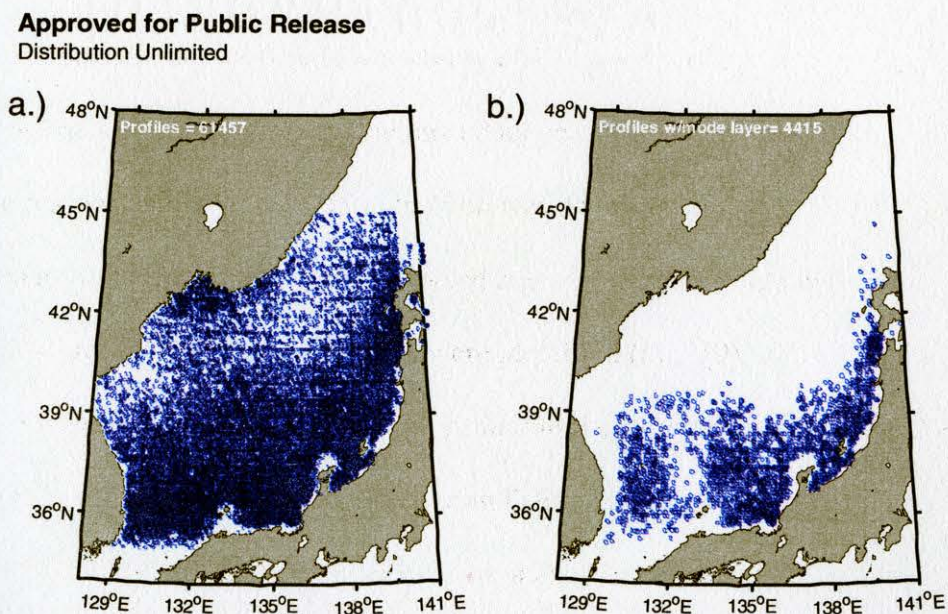 Approved for Public Release
Distribution Unlimited
a.)
Profiles = 61457
48°N
45°N
42°N
39°N
36°N
129°E 132°E 135°E 138°E 141°E
b.)
Profiles w/mode layer= 4415
48°N
45°N
42°N
39°N
36°N
129°E 132°E 135°E 138°E 141°E